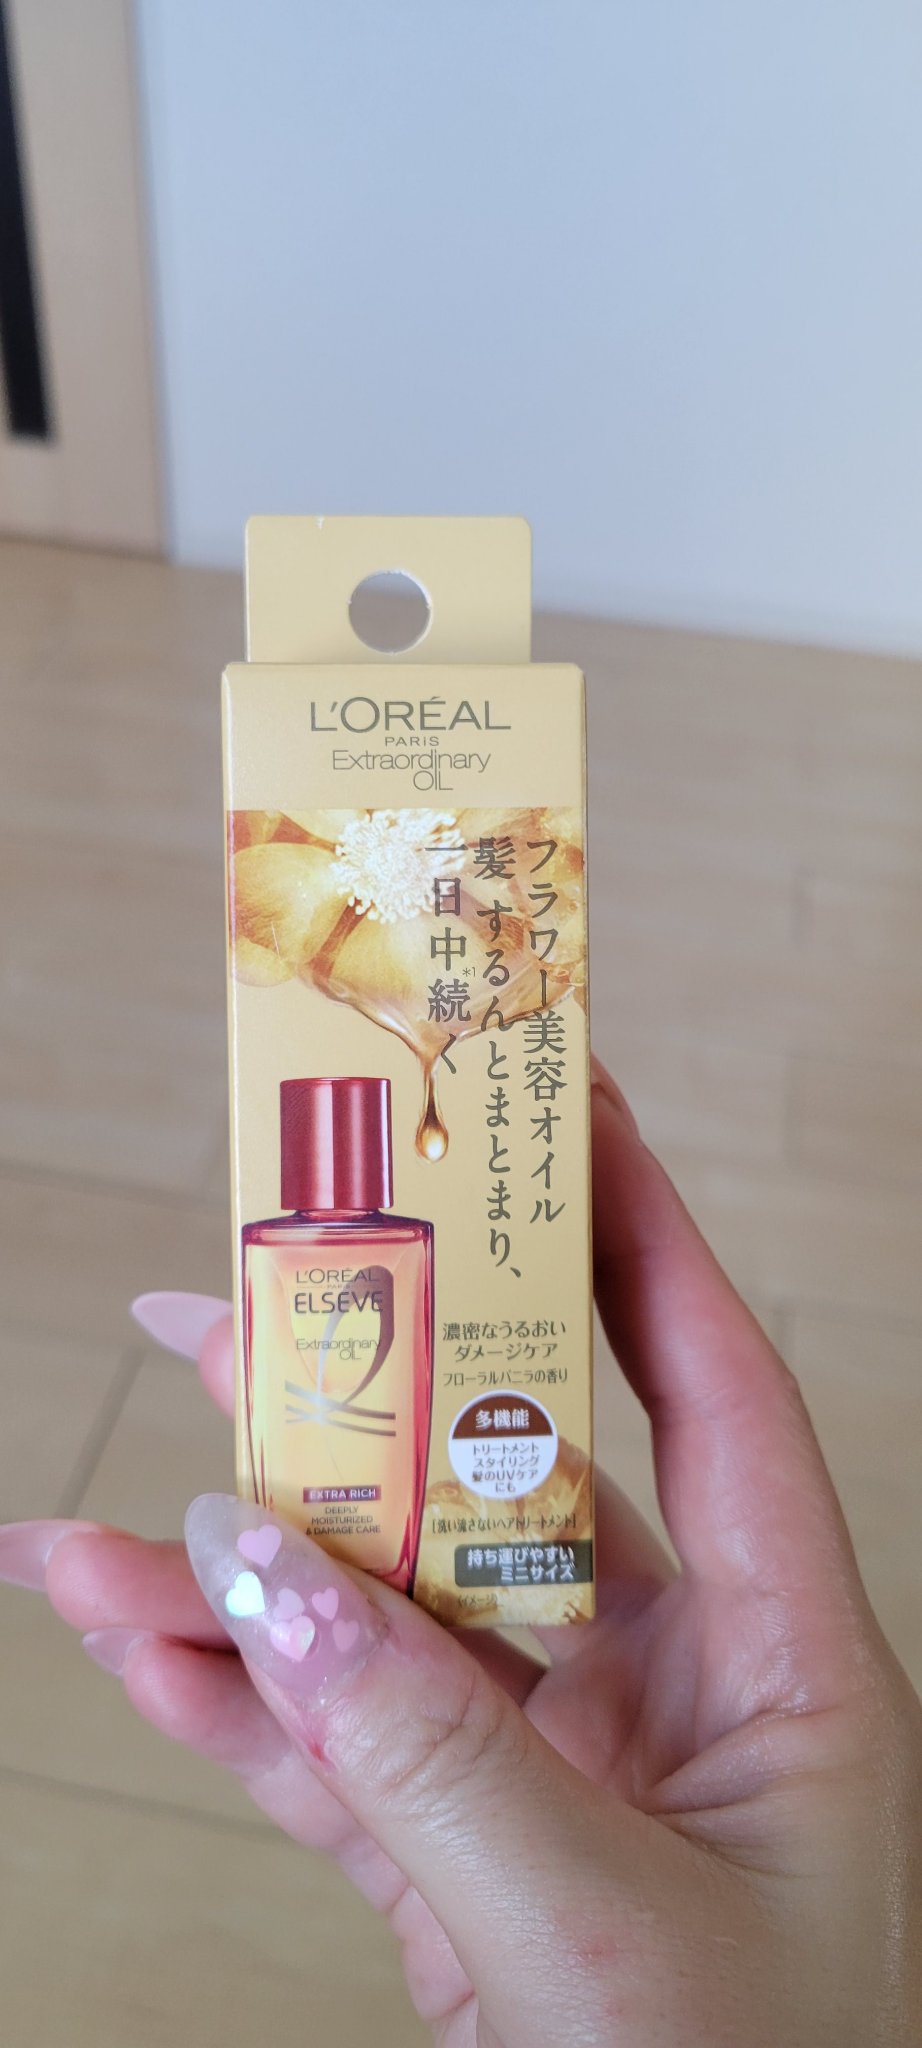 L'ORÉAL
PARIS
Extraordinary
OIL
フラワー美容オイル
髪 するんとまとまり、
一日中*1続く
L'ORÉAL
PARIS
ELSEVE
Extraordinary
OIL
EXTRA RICH
DEEPLY
MOISTURIZED
& DAMAGE CARE
濃密なうるおい
ダメージケア
フローラルバニラの香り
多機能
トリートメント
スタイリング
髪のUVケア
にも
[洗い流さないヘアトリートメント]
持ち運びやすい
ミニサイズ
(イメージ)